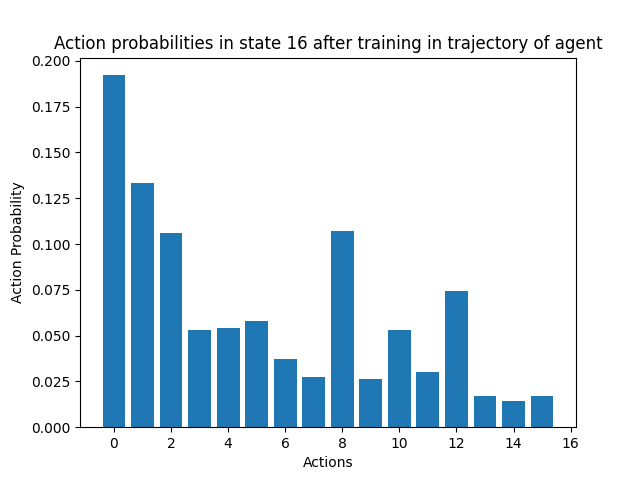 Action probabilities in state 16 after training in trajectory of agent
0.200
0.175
0.150
0.125
0.100
0.075
0.050
0.025
0.000
Action Probability
0 2 4 6 8 10 12 14 16
Actions